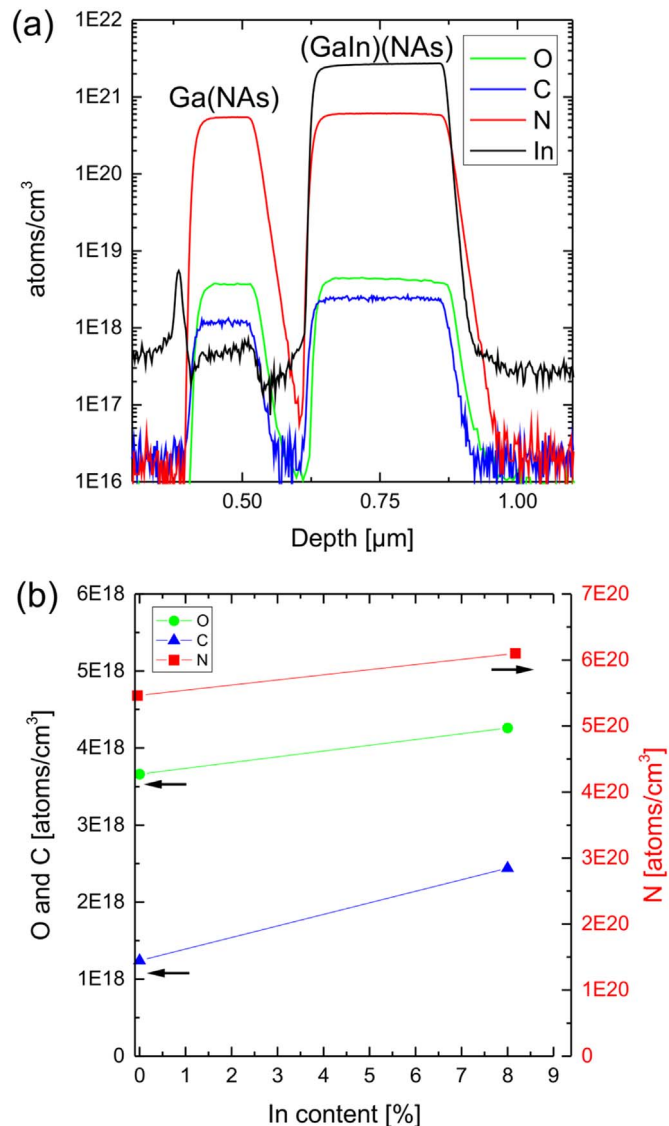 (a)
1E22
1E21
1E20
1E19
1E18
1E17
1E16
atoms/cm³
Ga(NAs)
(GaIn)(NAs)
O
C
N
In
0.50
0.75
1.00
Depth [µm]
(b)
6E18
5E18
4E18
3E18
2E18
1E18
0
O and C [atoms/cm³]
O
C
N
7E20
6E20
5E20
4E20
3E20
2E20
1E20
0
N [atoms/cm³]
0 1 2 3 4 5 6 7 8 9
In content [%]